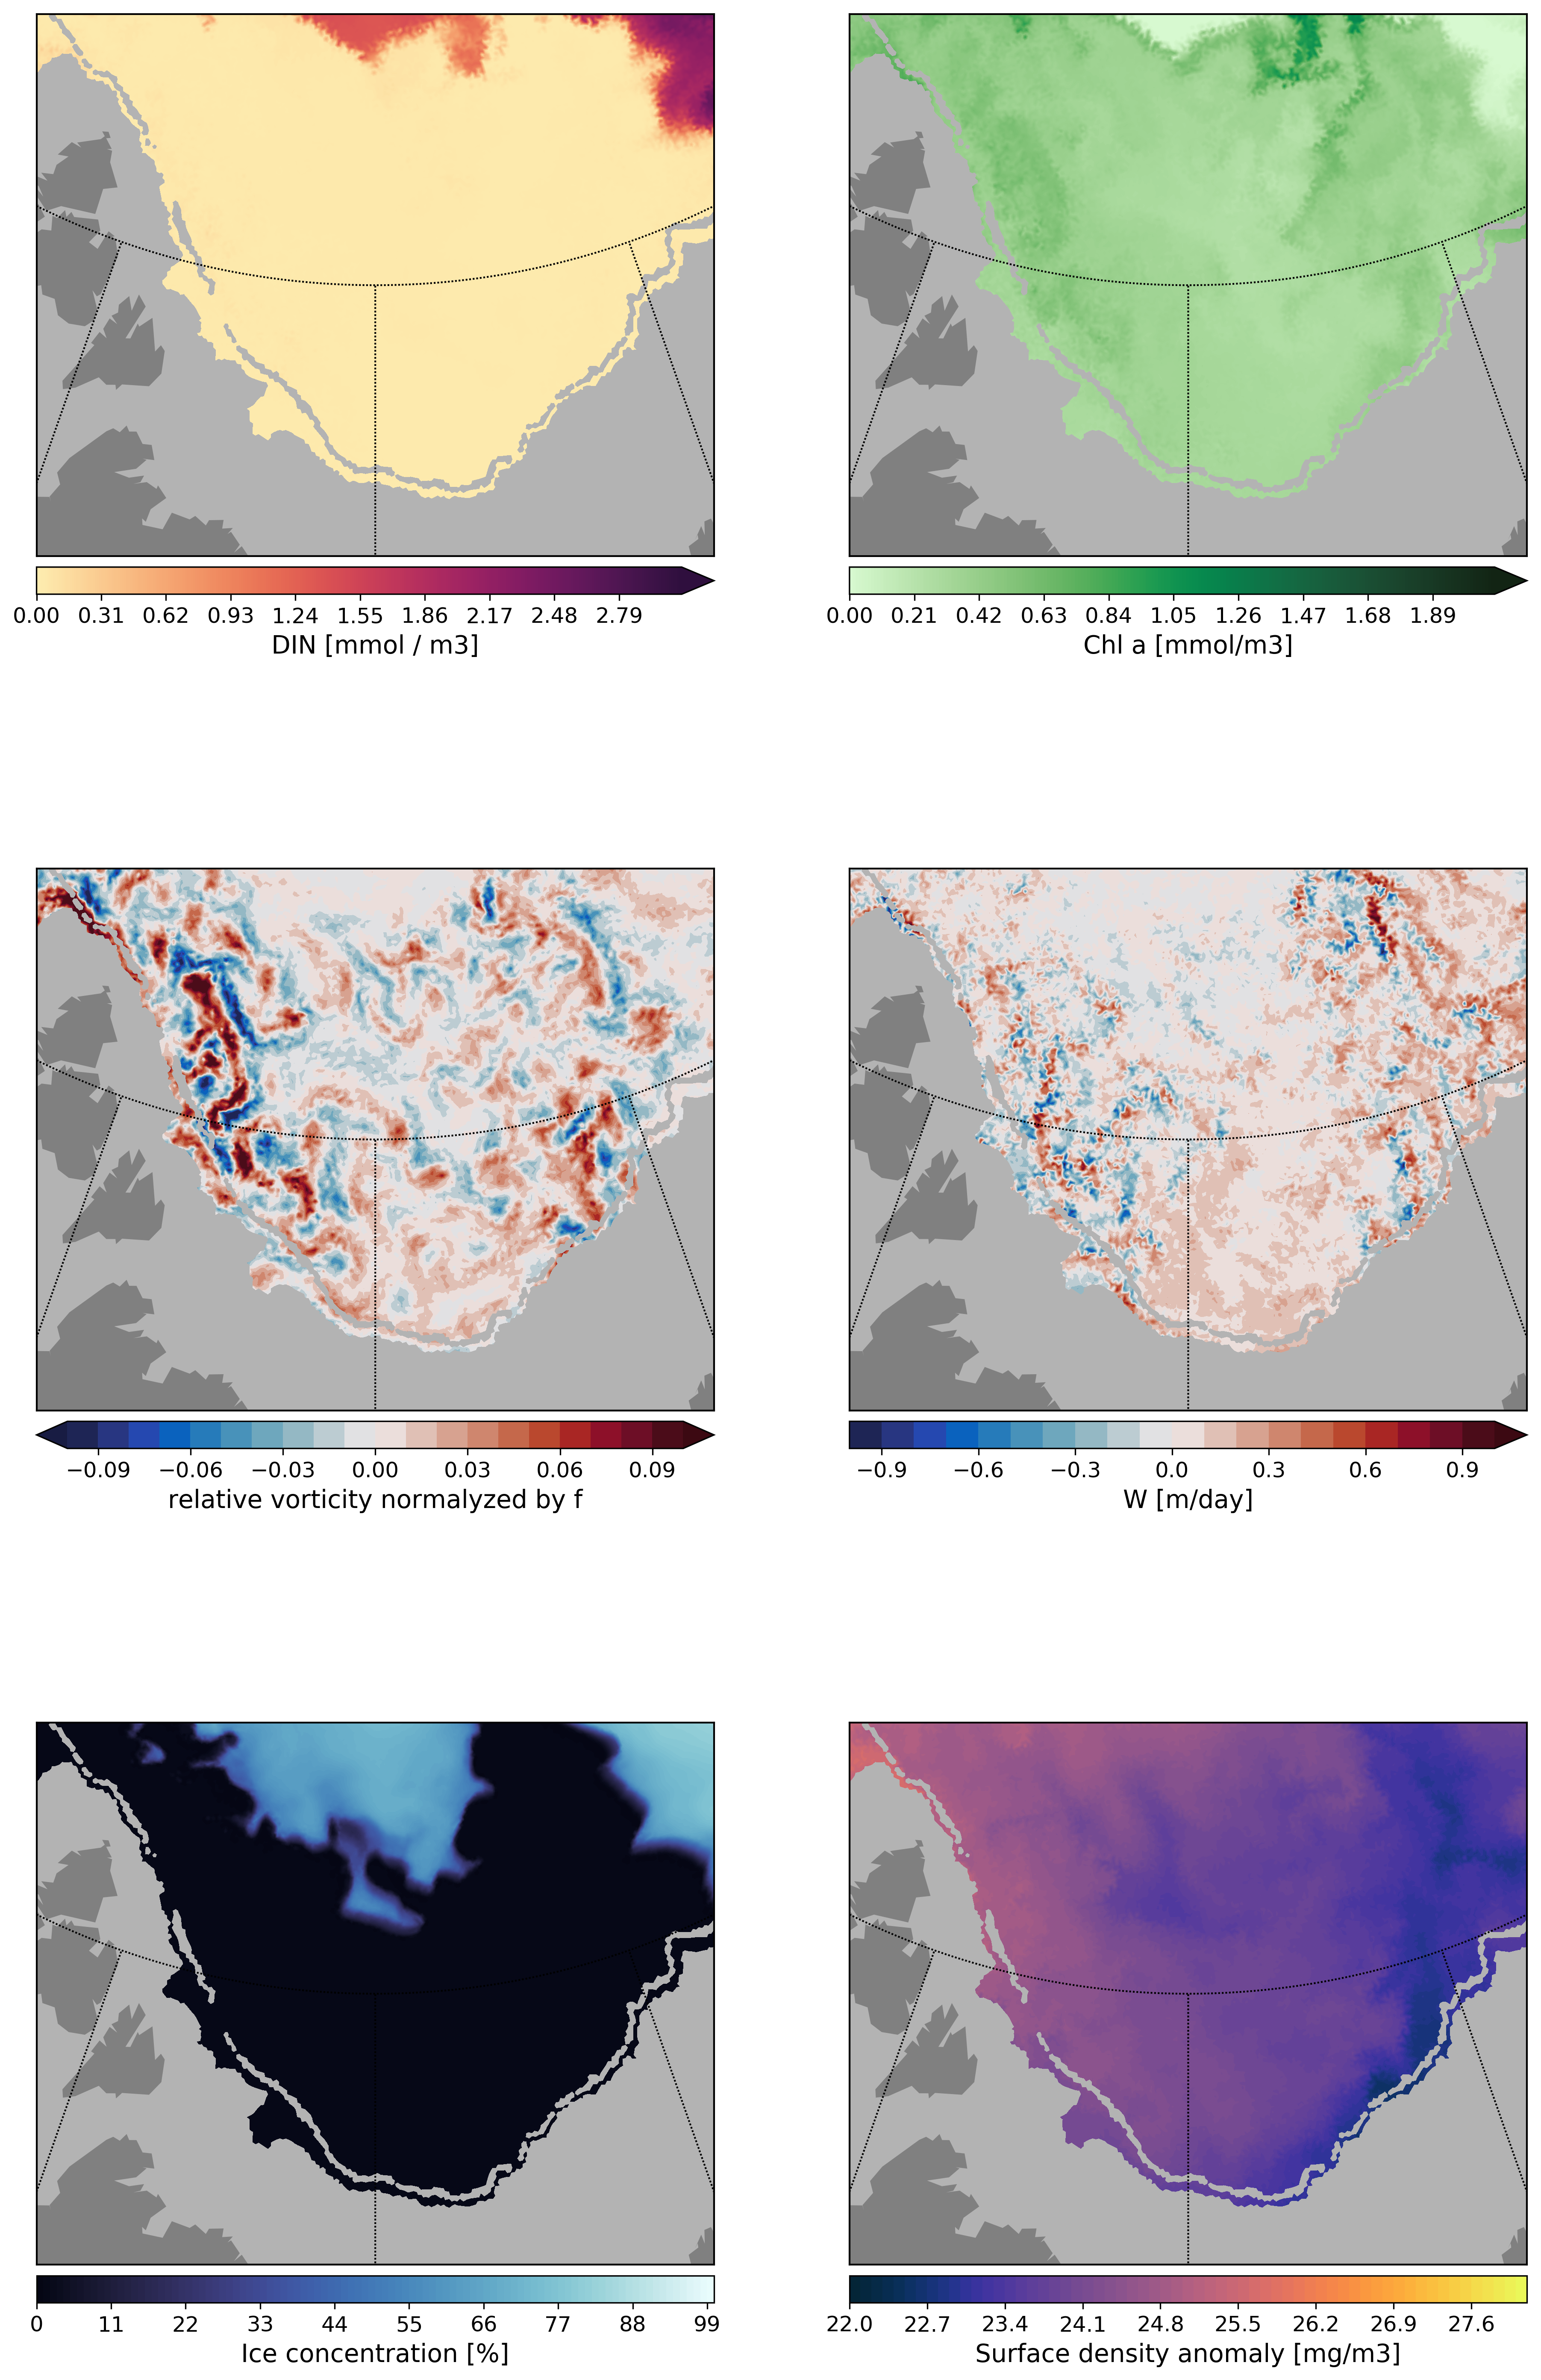 0.00 0.31 0.62 0.93 1.24 1.55 1.86 2.17 2.48 2.79
DIN [mmol / m3]
0.00 0.21 0.42 0.63 0.84 1.05 1.26 1.47 1.68 1.89
Chl a [mmol/m3]
−0.09 −0.06 −0.03 0.00 0.03 0.06 0.09
relative vorticity normalyzed by f
−0.9 −0.6 −0.3 0.0 0.3 0.6 0.9
W [m/day]
0 11 22 33 44 55 66 77 88 99
Ice concentration [%]
22.0 22.7 23.4 24.1 24.8 25.5 26.2 26.9 27.6
Surface density anomaly [mg/m3]